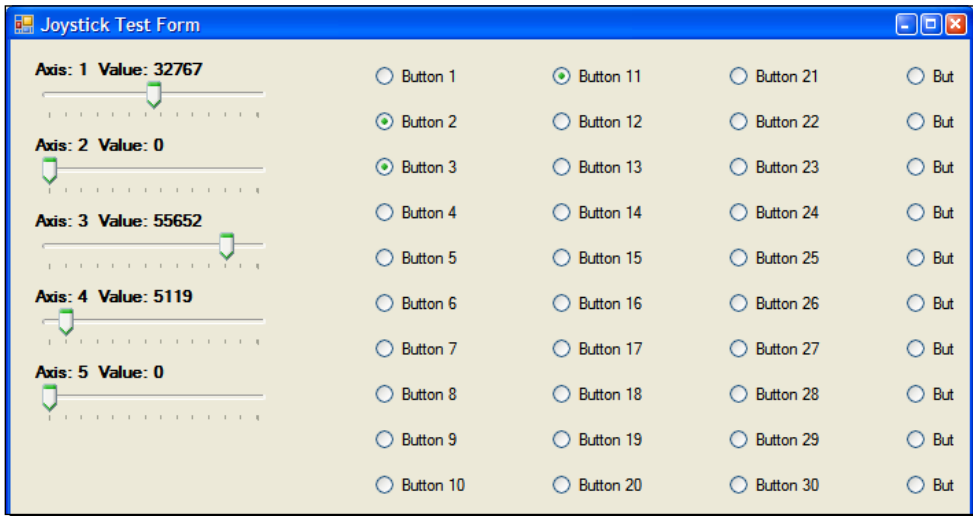 Joystick Test Form
Axis: 1 Value: 32767
Axis: 2 Value: 0
Axis: 3 Value: 55652
Axis: 4 Value: 5119
Axis: 5 Value: 0
Button 1
Button 2
Button 3
Button 4
Button 5
Button 6
Button 7
Button 8
Button 9
Button 10
Button 11
Button 12
Button 13
Button 14
Button 15
Button 16
Button 17
Button 18
Button 19
Button 20
Button 21
Button 22
Button 23
Button 24
Button 25
Button 26
Button 27
Button 28
Button 29
Button 30
But
But
But
But
But
But
But
But
But
But